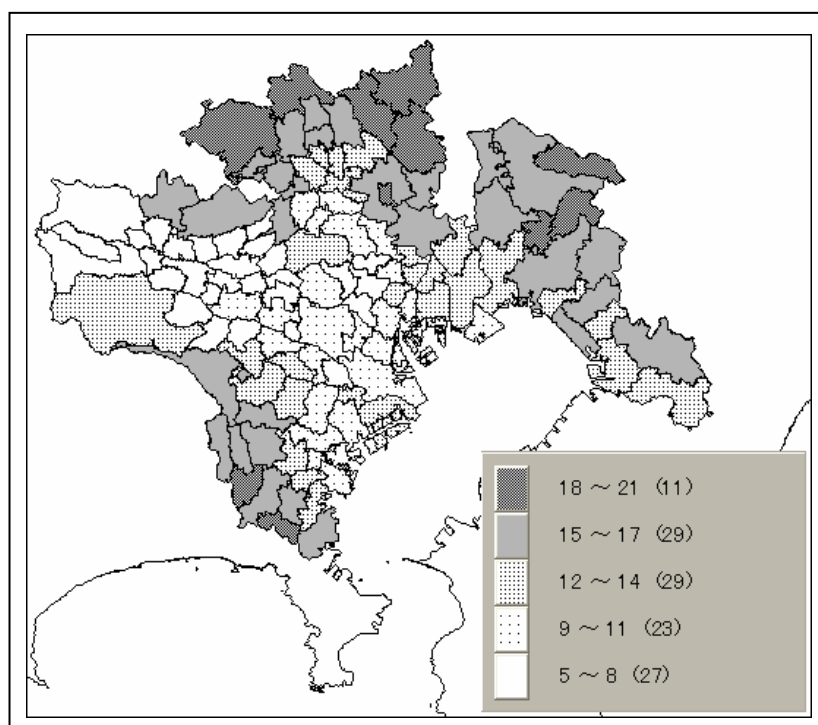 18 ～ 21 (11)
15 ～ 17 (29)
12 ～ 14 (29)
9 ～ 11 (23)
5 ～ 8 (27)